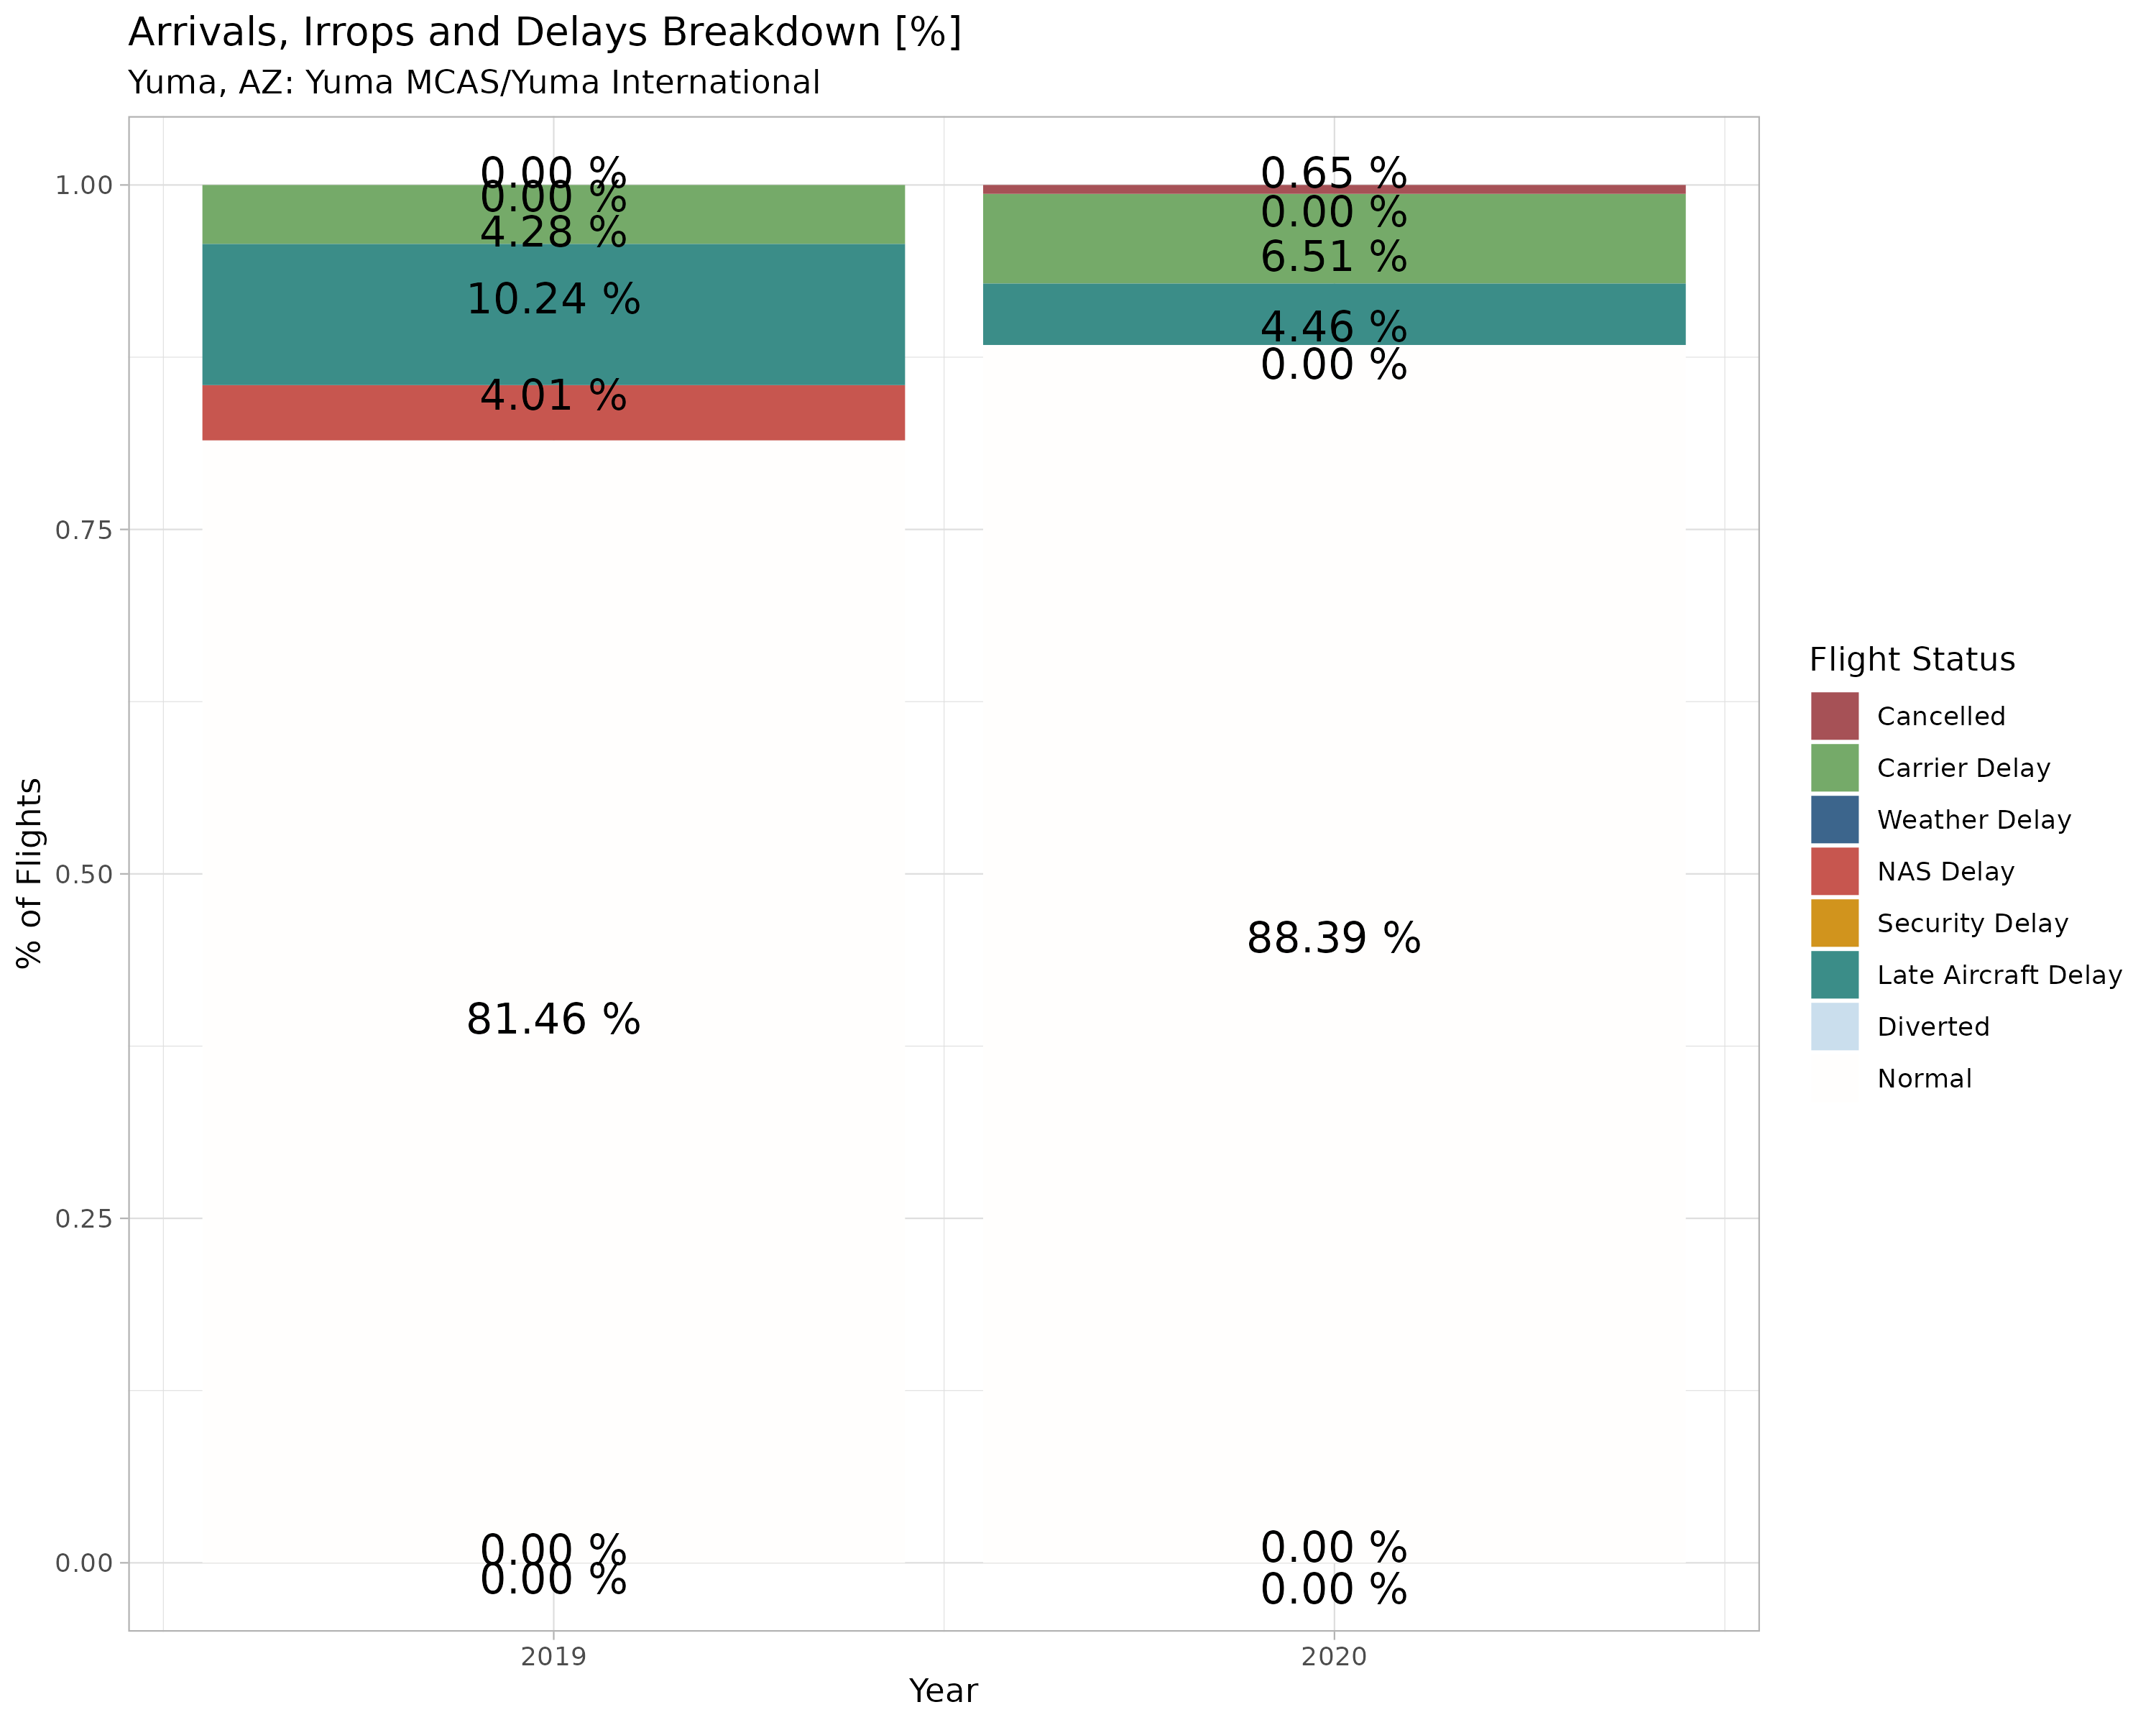 Arrivals, Irrops and Delays Breakdown [%]
Yuma, AZ: Yuma MCAS/Yuma International
% of Flights
1.00
0.75
0.50
0.25
0.00
0.00 %
0.00 %
4.28 %
10.24 %
4.01 %
81.46 %
0.00 %
0.00 %
0.65 %
0.00 %
6.51 %
4.46 %
0.00 %
88.39 %
0.00 %
0.00 %
2019
2020
Year
Flight Status
Cancelled
Carrier Delay
Weather Delay
NAS Delay
Security Delay
Late Aircraft Delay
Diverted
Normal